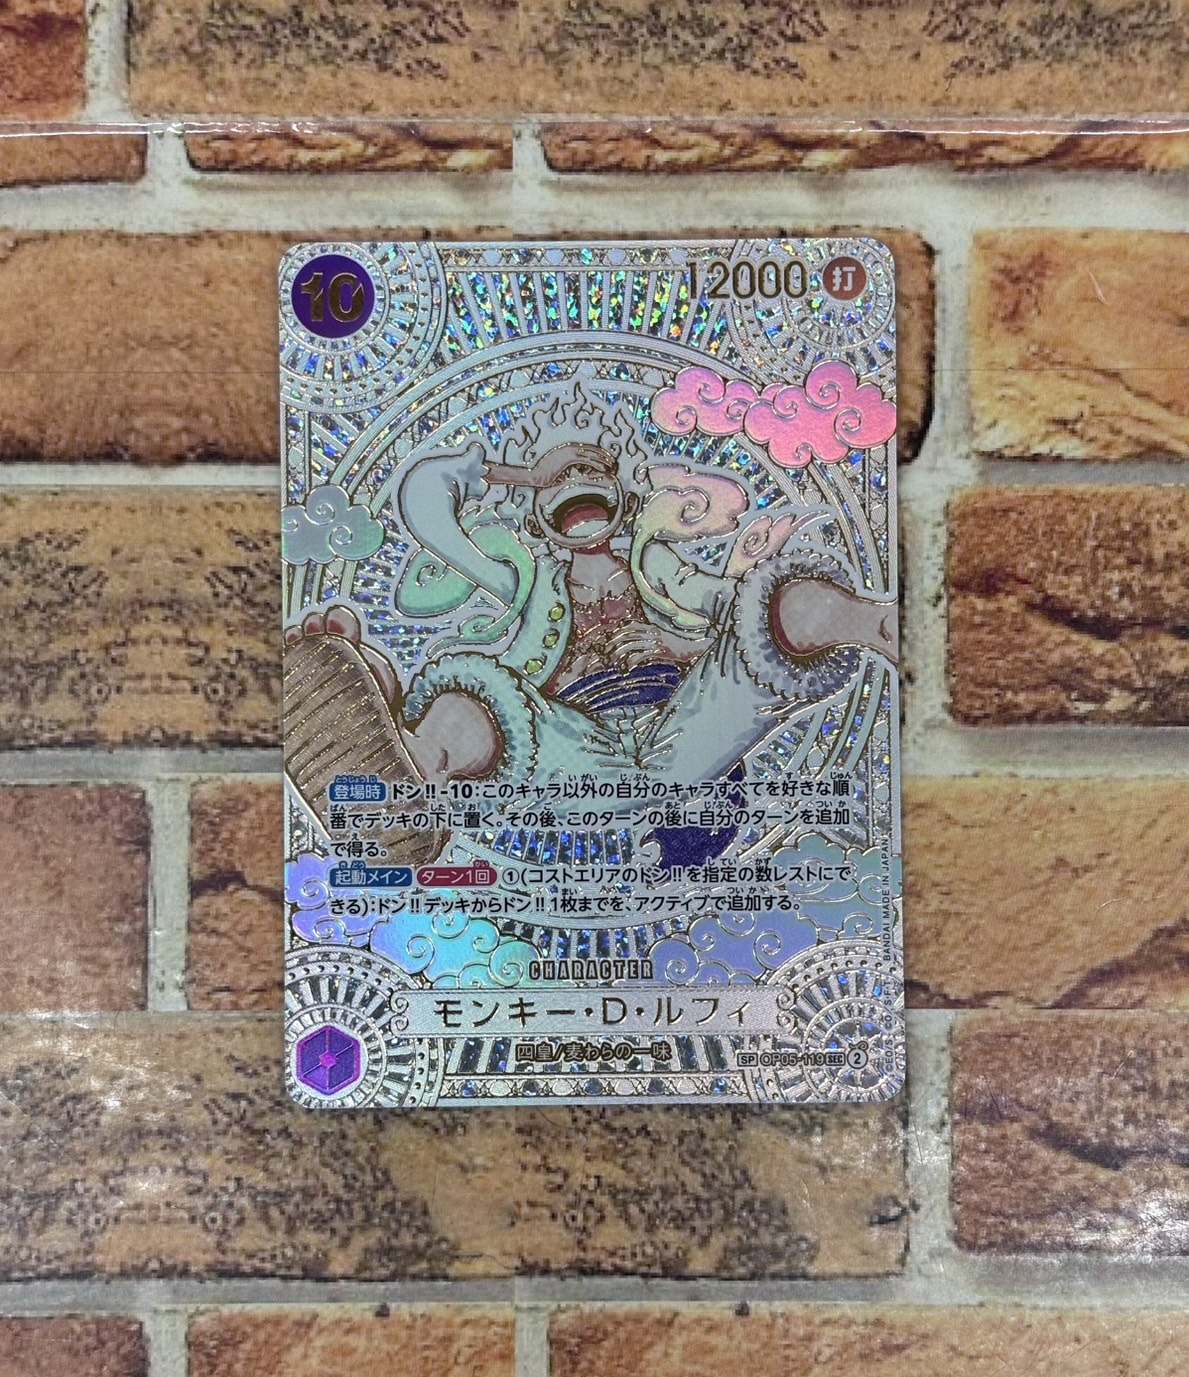 10
12000 打
登場時 ドン!!-10:このキャラ以外の自分のキャラすべてを好きな順
番でデッキの下に置く。その後、このターンの後に自分のターンを追加
で得る。
起動メイン ターン1回 ①(コストエリアのドン!!を指定の数レストにで
きる):ドン!!デッキからドン!!1枚までを、アクティブで追加する。
CHARACTER
モンキー・D・ルフィ
四皇/麦わらの一味
SP OP05-119 SEC 2
BANDAI MADE IN JAPAN